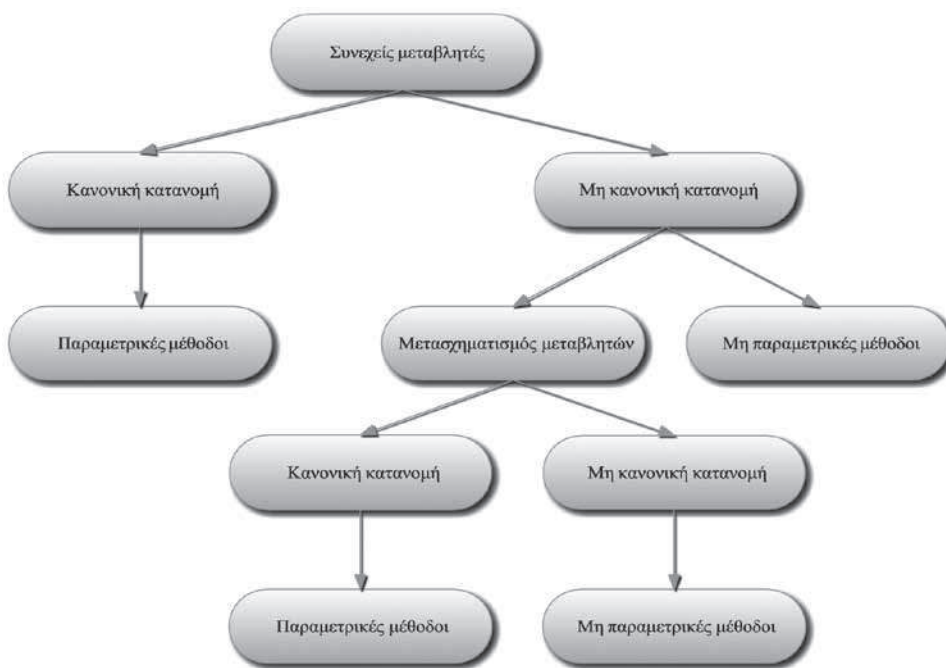 Συνεχείς μεταβλητές
Κανονική κατανομή
Μη κανονική κατανομή
Παραμετρικές μέθοδοι
Μετασχηματισμός μεταβλητών
Μη παραμετρικές μέθοδοι
Κανονική κατανομή
Μη κανονική κατανομή
Παραμετρικές μέθοδοι
Μη παραμετρικές μέθοδοι